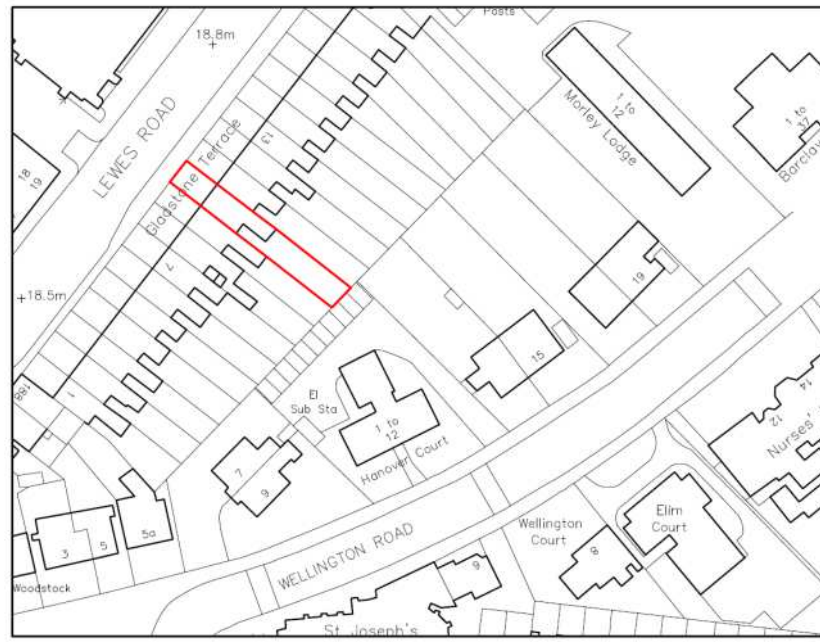 Posts
18.8m
LEWES ROAD
18
19
Gladstone Terrace
13
7
1
188
18.5m
1 to
12
Morley Lodge
1 to
37
Barclay
19
15
El
Sub Sta
1 to
12
Hanover Court
7
9
3
5
5a
Woodstock
WELLINGTON ROAD
St Joseph's
9
Wellington
Court
8
Elim
Court
14
12
Nurses'